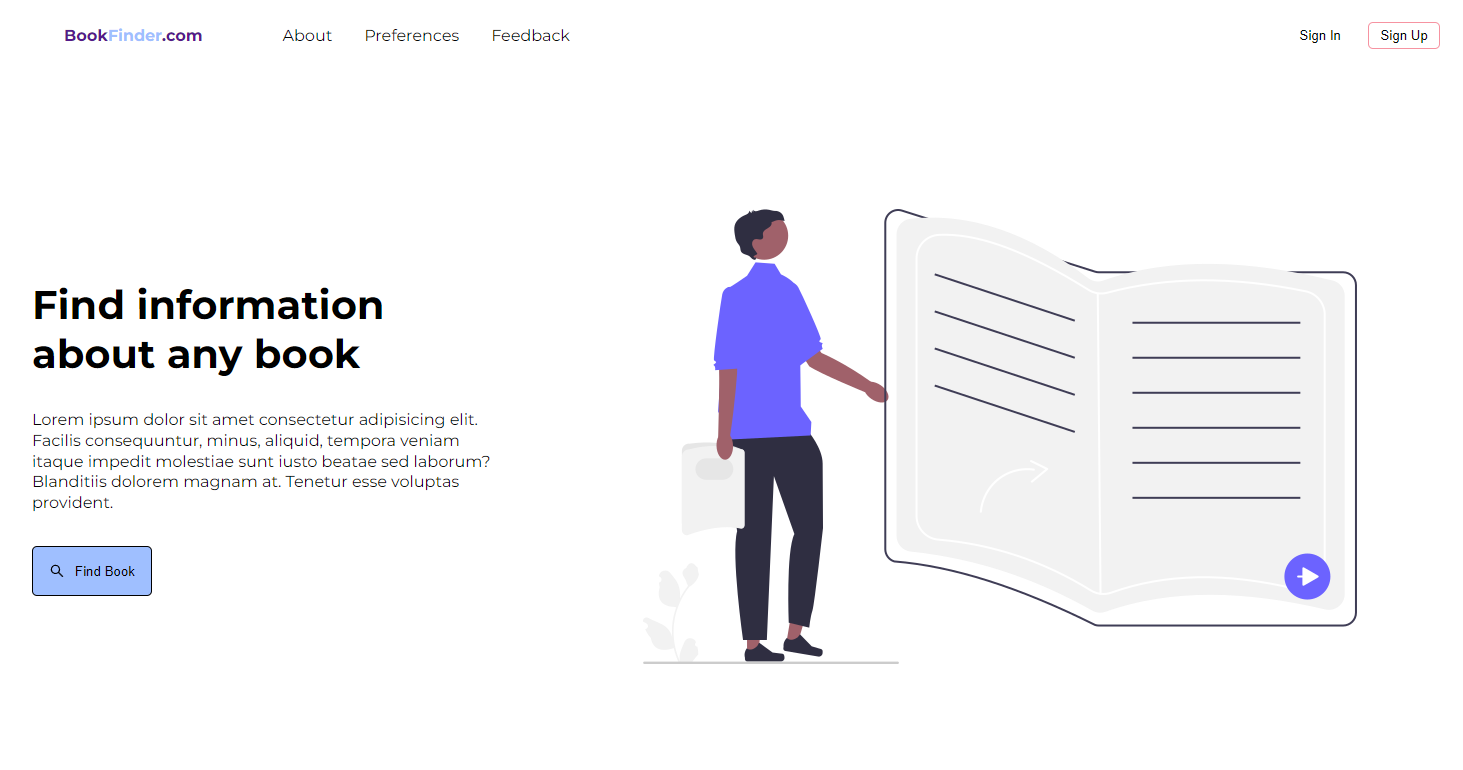 BookFinder.com About Preferences Feedback Sign In Sign Up
Find information
about any book
Lorem ipsum dolor sit amet consectetur adipisicing elit.
Facilis consequuntur, minus, aliquid, tempora veniam
itaque impedit molestiae sunt iusto beatae sed laborum?
Blanditiis dolorem magnam at. Tenetur esse voluptas
provident.
Find Book